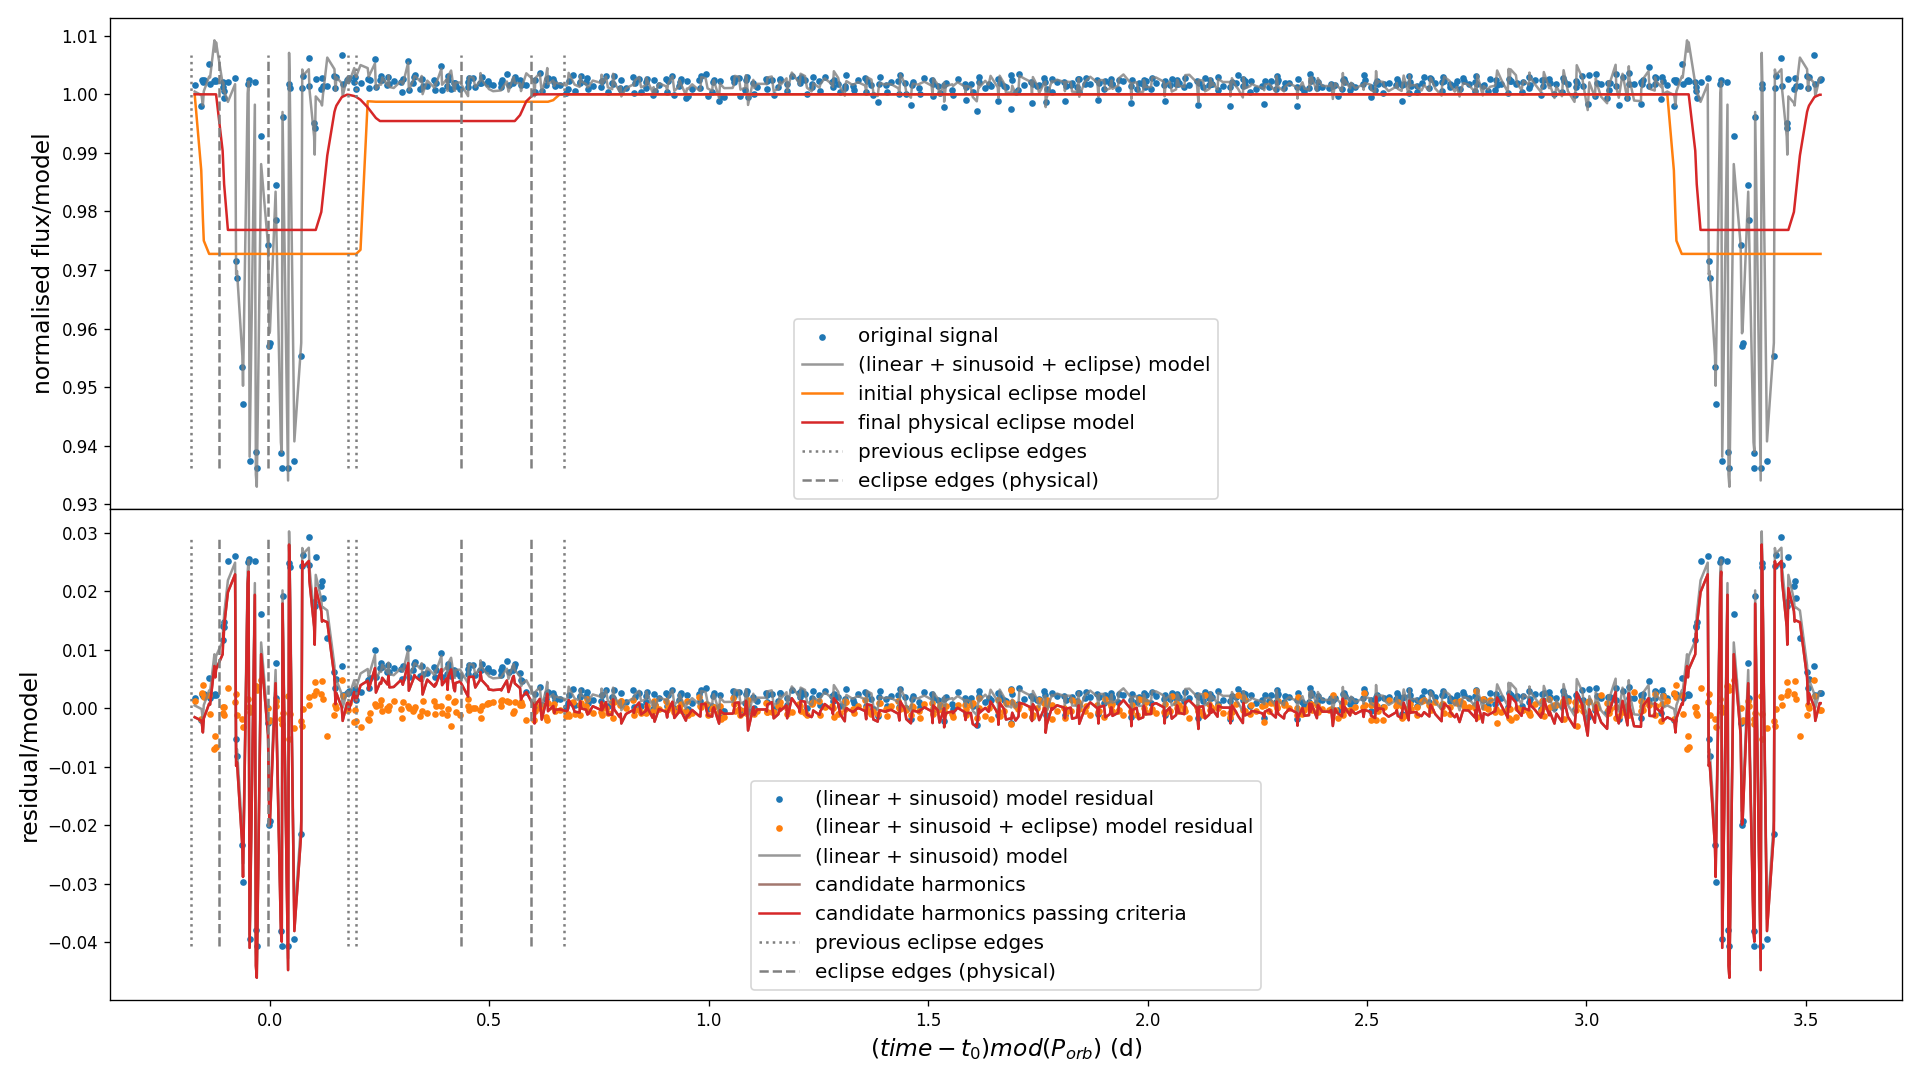 1.01
1.00
0.99
0.98
0.97
0.96
0.95
0.94
0.93
normalised flux/model
original signal
(linear + sinusoid + eclipse) model
initial physical eclipse model
final physical eclipse model
previous eclipse edges
eclipse edges (physical)
0.03
0.02
0.01
0.00
−0.01
−0.02
−0.03
−0.04
residual/model
(linear + sinusoid) model residual
(linear + sinusoid + eclipse) model residual
(linear + sinusoid) model
candidate harmonics
candidate harmonics passing criteria
previous eclipse edges
eclipse edges (physical)
0.0 0.5 1.0 1.5 2.0 2.5 3.0 3.5
(time − t₀)mod(P_orb) (d)